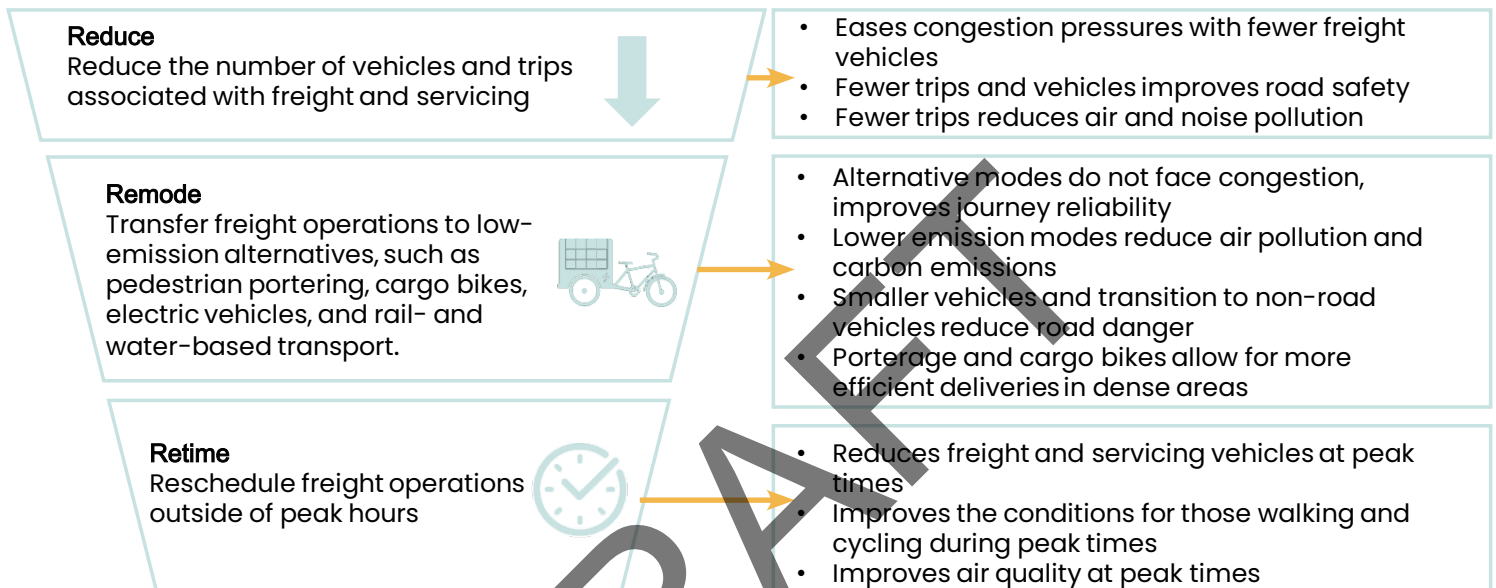 Reduce
Reduce the number of vehicles and trips
associated with freight and servicing
• Eases congestion pressures with fewer freight
vehicles
• Fewer trips and vehicles improves road safety
• Fewer trips reduces air and noise pollution
Remode
Transfer freight operations to low-
emission alternatives, such as
pedestrian portering, cargo bikes,
electric vehicles, and rail- and
water-based transport.
• Alternative modes do not face congestion,
improves journey reliability
• Lower emission modes reduce air pollution and
carbon emissions
• Smaller vehicles and transition to non-road
vehicles reduce road danger
• Porterage and cargo bikes allow for more
efficient deliveries in dense areas
Retime
Reschedule freight operations
outside of peak hours
• Reduces freight and servicing vehicles at peak
times
• Improves the conditions for those walking and
cycling during peak times
• Improves air quality at peak times
DRAFT